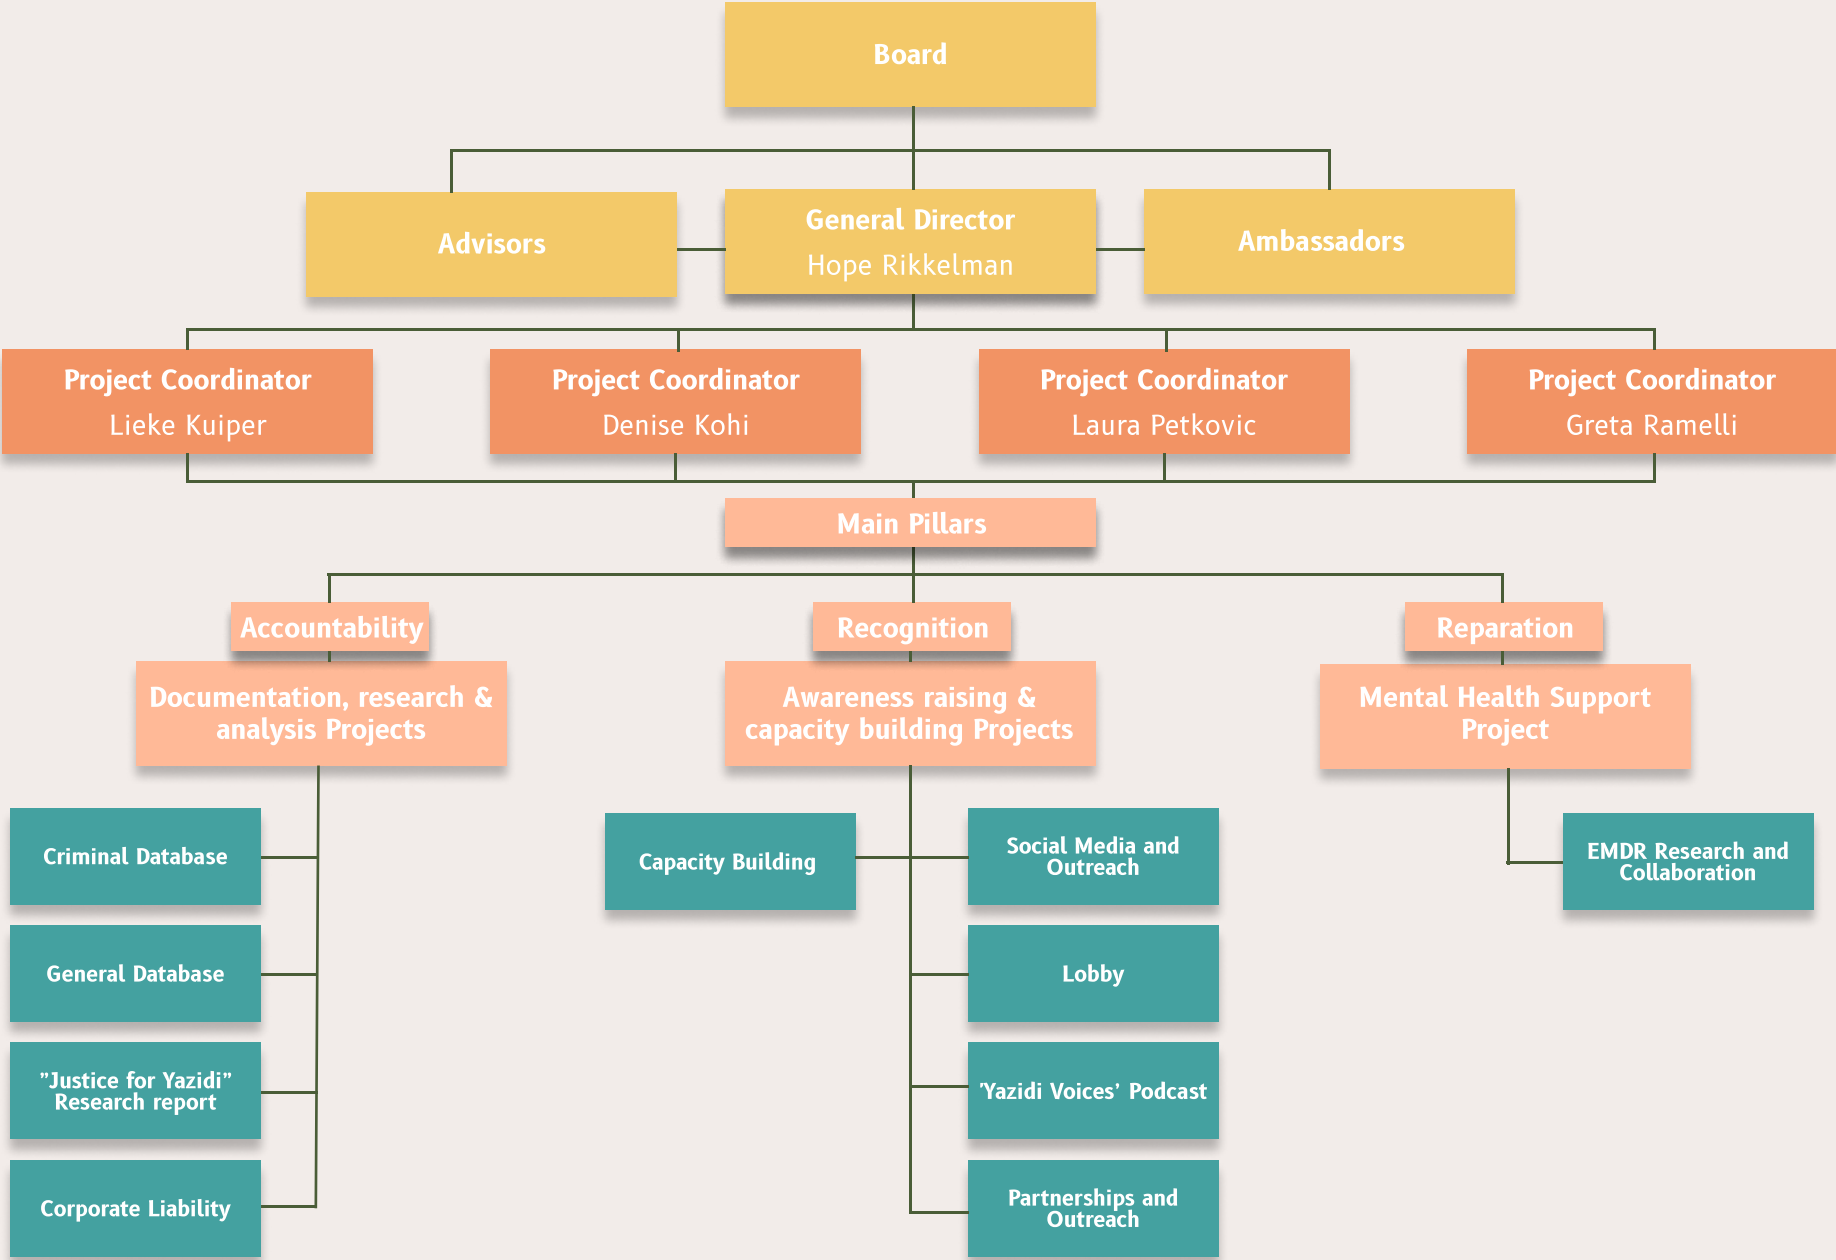 Board
Advisors
General Director
Hope Rikkelman
Ambassadors
Project Coordinator
Lieke Kuiper
Project Coordinator
Denise Kohi
Project Coordinator
Laura Petkovic
Project Coordinator
Greta Ramelli
Main Pillars
Accountability
Recognition
Reparation
Documentation, research &
analysis Projects
Awareness raising &
capacity building Projects
Mental Health Support
Project
Criminal Database
Capacity Building
Social Media and
Outreach
EMDR Research and
Collaboration
General Database
Lobby
”Justice for Yazidi”
Research report
'Yazidi Voices’ Podcast
Corporate Liability
Partnerships and
Outreach